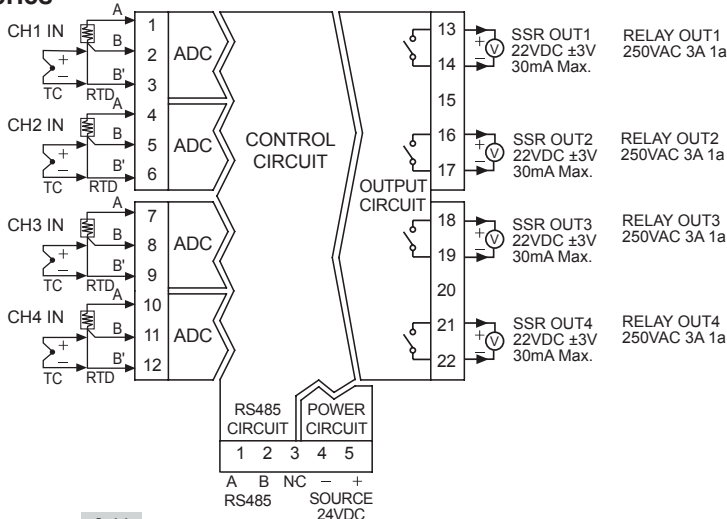 CH1 IN
A
B
B'
TC
RTD
1
2
3
ADC
CH2 IN
A
B
B'
TC
RTD
4
5
6
ADC
CH3 IN
A
B
B'
TC
RTD
7
8
9
ADC
CH4 IN
A
B
B'
TC
RTD
10
11
12
ADC
CONTROL
CIRCUIT
OUTPUT
CIRCUIT
13
14
15
16
17
18
19
20
21
22
+
−
V
SSR OUT1
22VDC ±3V
30mA Max.
RELAY OUT1
250VAC 3A 1a
+
−
V
SSR OUT2
22VDC ±3V
30mA Max.
RELAY OUT2
250VAC 3A 1a
+
−
V
SSR OUT3
22VDC ±3V
30mA Max.
RELAY OUT3
250VAC 3A 1a
+
−
V
SSR OUT4
22VDC ±3V
30mA Max.
RELAY OUT4
250VAC 3A 1a
RS485
CIRCUIT
POWER
CIRCUIT
1 2 3 4 5
A B NC − +
RS485
SOURCE
24VDC